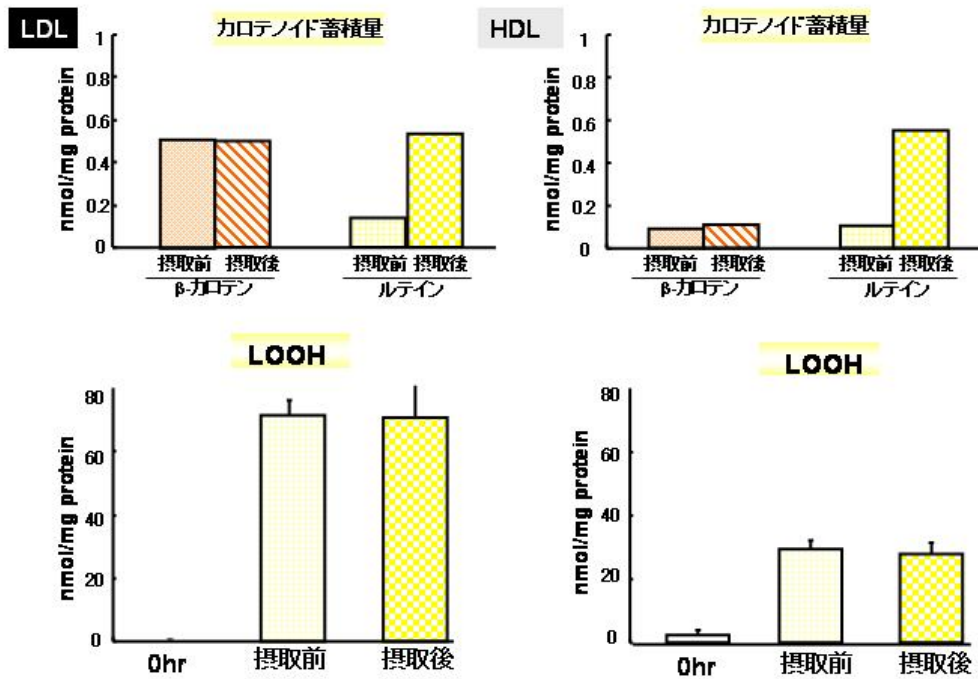 LDL
カロテノイド蓄積量
nmol/mg protein
1
0.8
0.6
0.4
0.2
0
摂取前 摂取後 摂取前 摂取後
β-カロテン ルテイン
HDL
カロテノイド蓄積量
nmol/mg protein
1
0.8
0.6
0.4
0.2
0
摂取前 摂取後 摂取前 摂取後
β-カロテン ルテイン
LOOH
nmol/mg protein
80
60
40
20
0
0hr 摂取前 摂取後
LOOH
nmol/mg protein
80
60
40
20
0
0hr 摂取前 摂取後